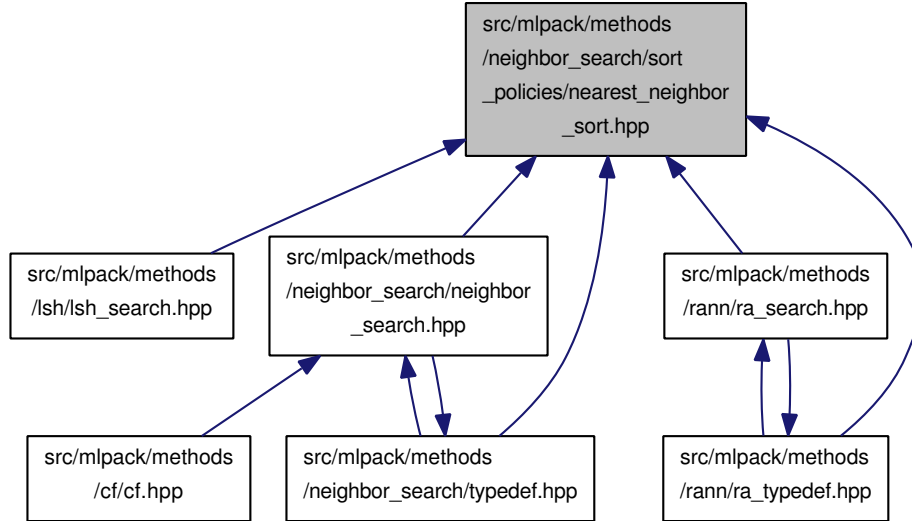 src/mlpack/methods
/neighbor_search/sort
_policies/nearest_neighbor
_sort.hpp
src/mlpack/methods
/lsh/lsh_search.hpp
src/mlpack/methods
/neighbor_search/neighbor
_search.hpp
src/mlpack/methods
/rann/ra_search.hpp
src/mlpack/methods
/cf/cf.hpp
src/mlpack/methods
/neighbor_search/typedef.hpp
src/mlpack/methods
/rann/ra_typedef.hpp